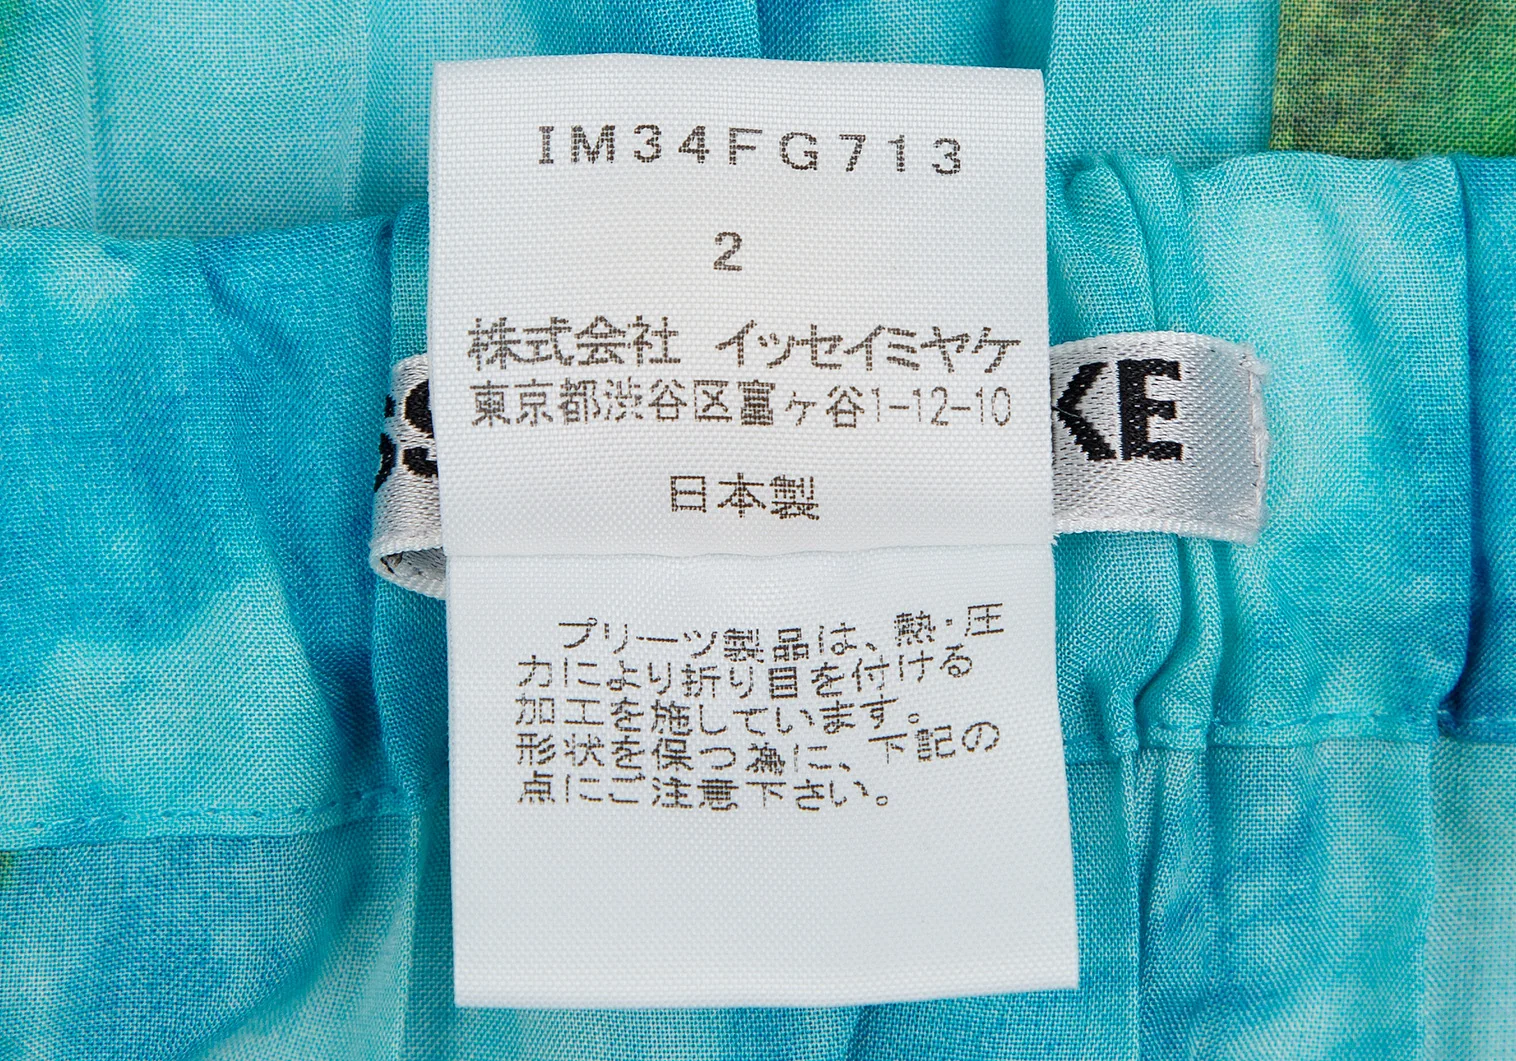 IM34FG713
2
株式会社 イッセイミヤケ
東京都渋谷区富ヶ谷1-12-10
SS
KE
日本製
プリーツ製品は、熱・圧
力により折り目を付ける
加工を施しています。
形状を保つ為に、下記の
点にご注意下さい。